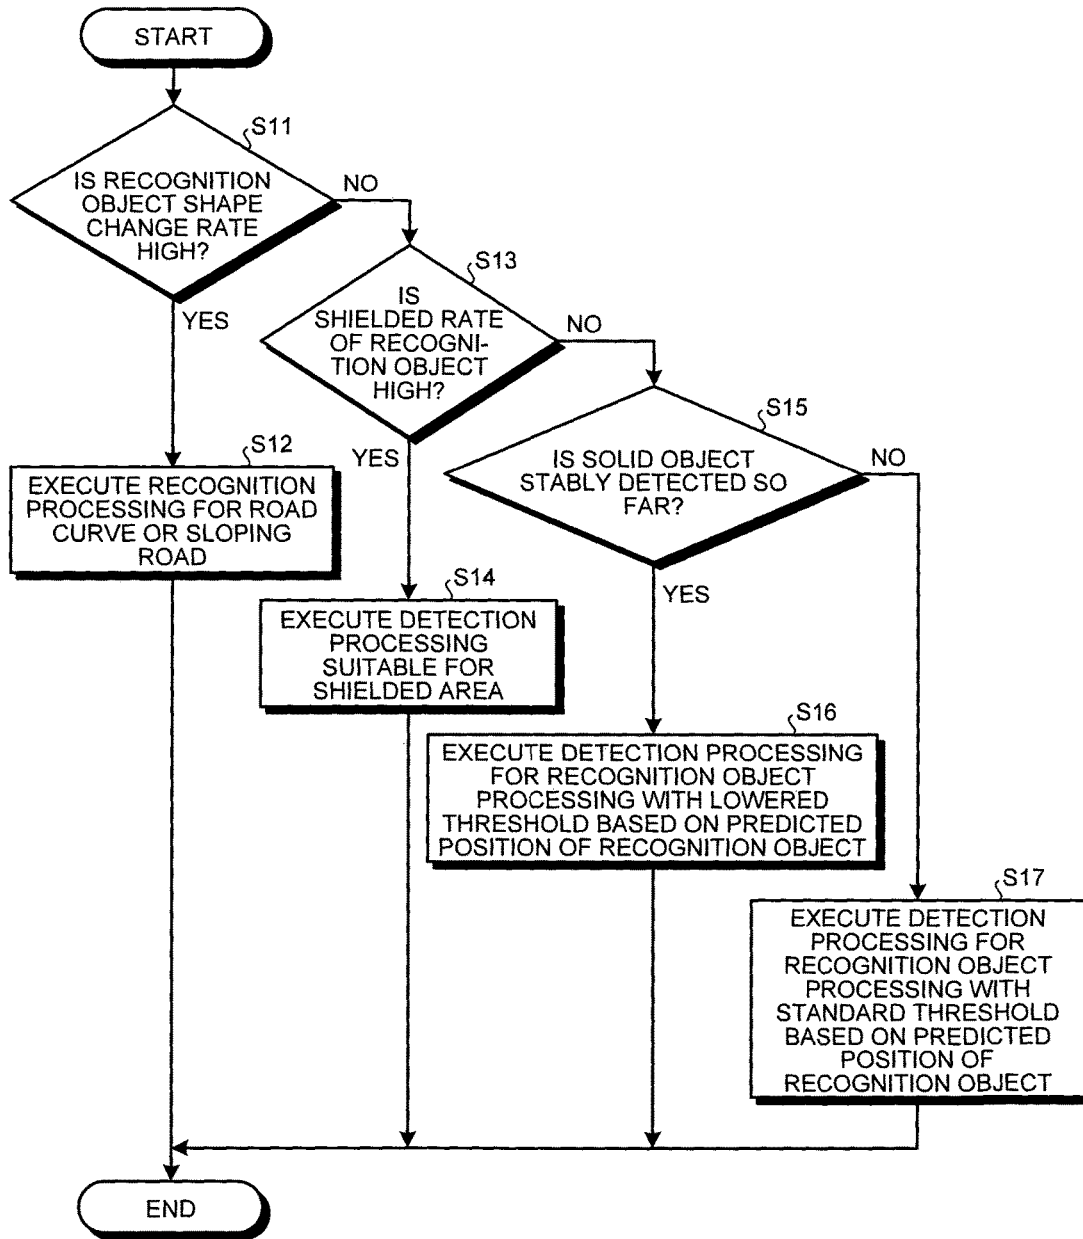 START
S11
IS RECOGNITION
OBJECT SHAPE
CHANGE RATE
HIGH?
NO
YES
S13
IS
SHIELDED RATE
OF RECOGNI-
TION OBJECT
HIGH?
NO
YES
S15
IS SOLID OBJECT
STABLY DETECTED SO
FAR?
NO
YES
S12
EXECUTE RECOGNITION
PROCESSING FOR ROAD
CURVE OR SLOPING
ROAD
S14
EXECUTE DETECTION
PROCESSING
SUITABLE FOR
SHIELDED AREA
S16
EXECUTE DETECTION PROCESSING
FOR RECOGNITION OBJECT
PROCESSING WITH LOWERED
THRESHOLD BASED ON PREDICTED
POSITION OF RECOGNITION OBJECT
S17
EXECUTE DETECTION
PROCESSING FOR
RECOGNITION OBJECT
PROCESSING WITH
STANDARD THRESHOLD
BASED ON PREDICTED
POSITION OF
RECOGNITION OBJECT
END